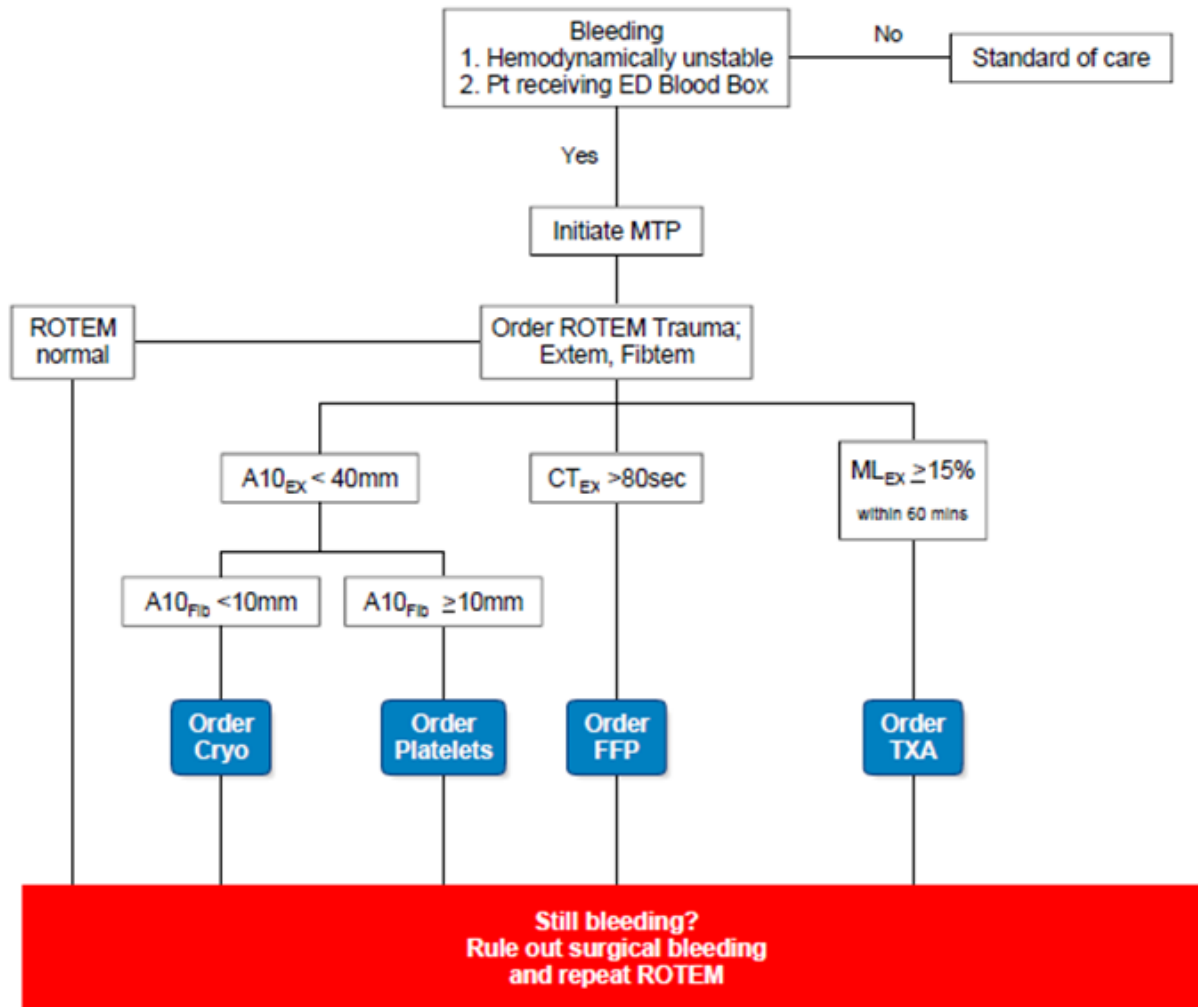 Bleeding
1. Hemodynamically unstable
2. Pt receiving ED Blood Box
No
Standard of care
Yes
Initiate MTP
ROTEM
normal
Order ROTEM Trauma;
Extem, Fibtem
A10EX < 40mm
CTEX >80sec
MLEX ≥15%
within 60 mins
A10Fib <10mm
A10Fib ≥10mm
Order
Cryo
Order
Platelets
Order
FFP
Order
TXA
Still bleeding?
Rule out surgical bleeding
and repeat ROTEM